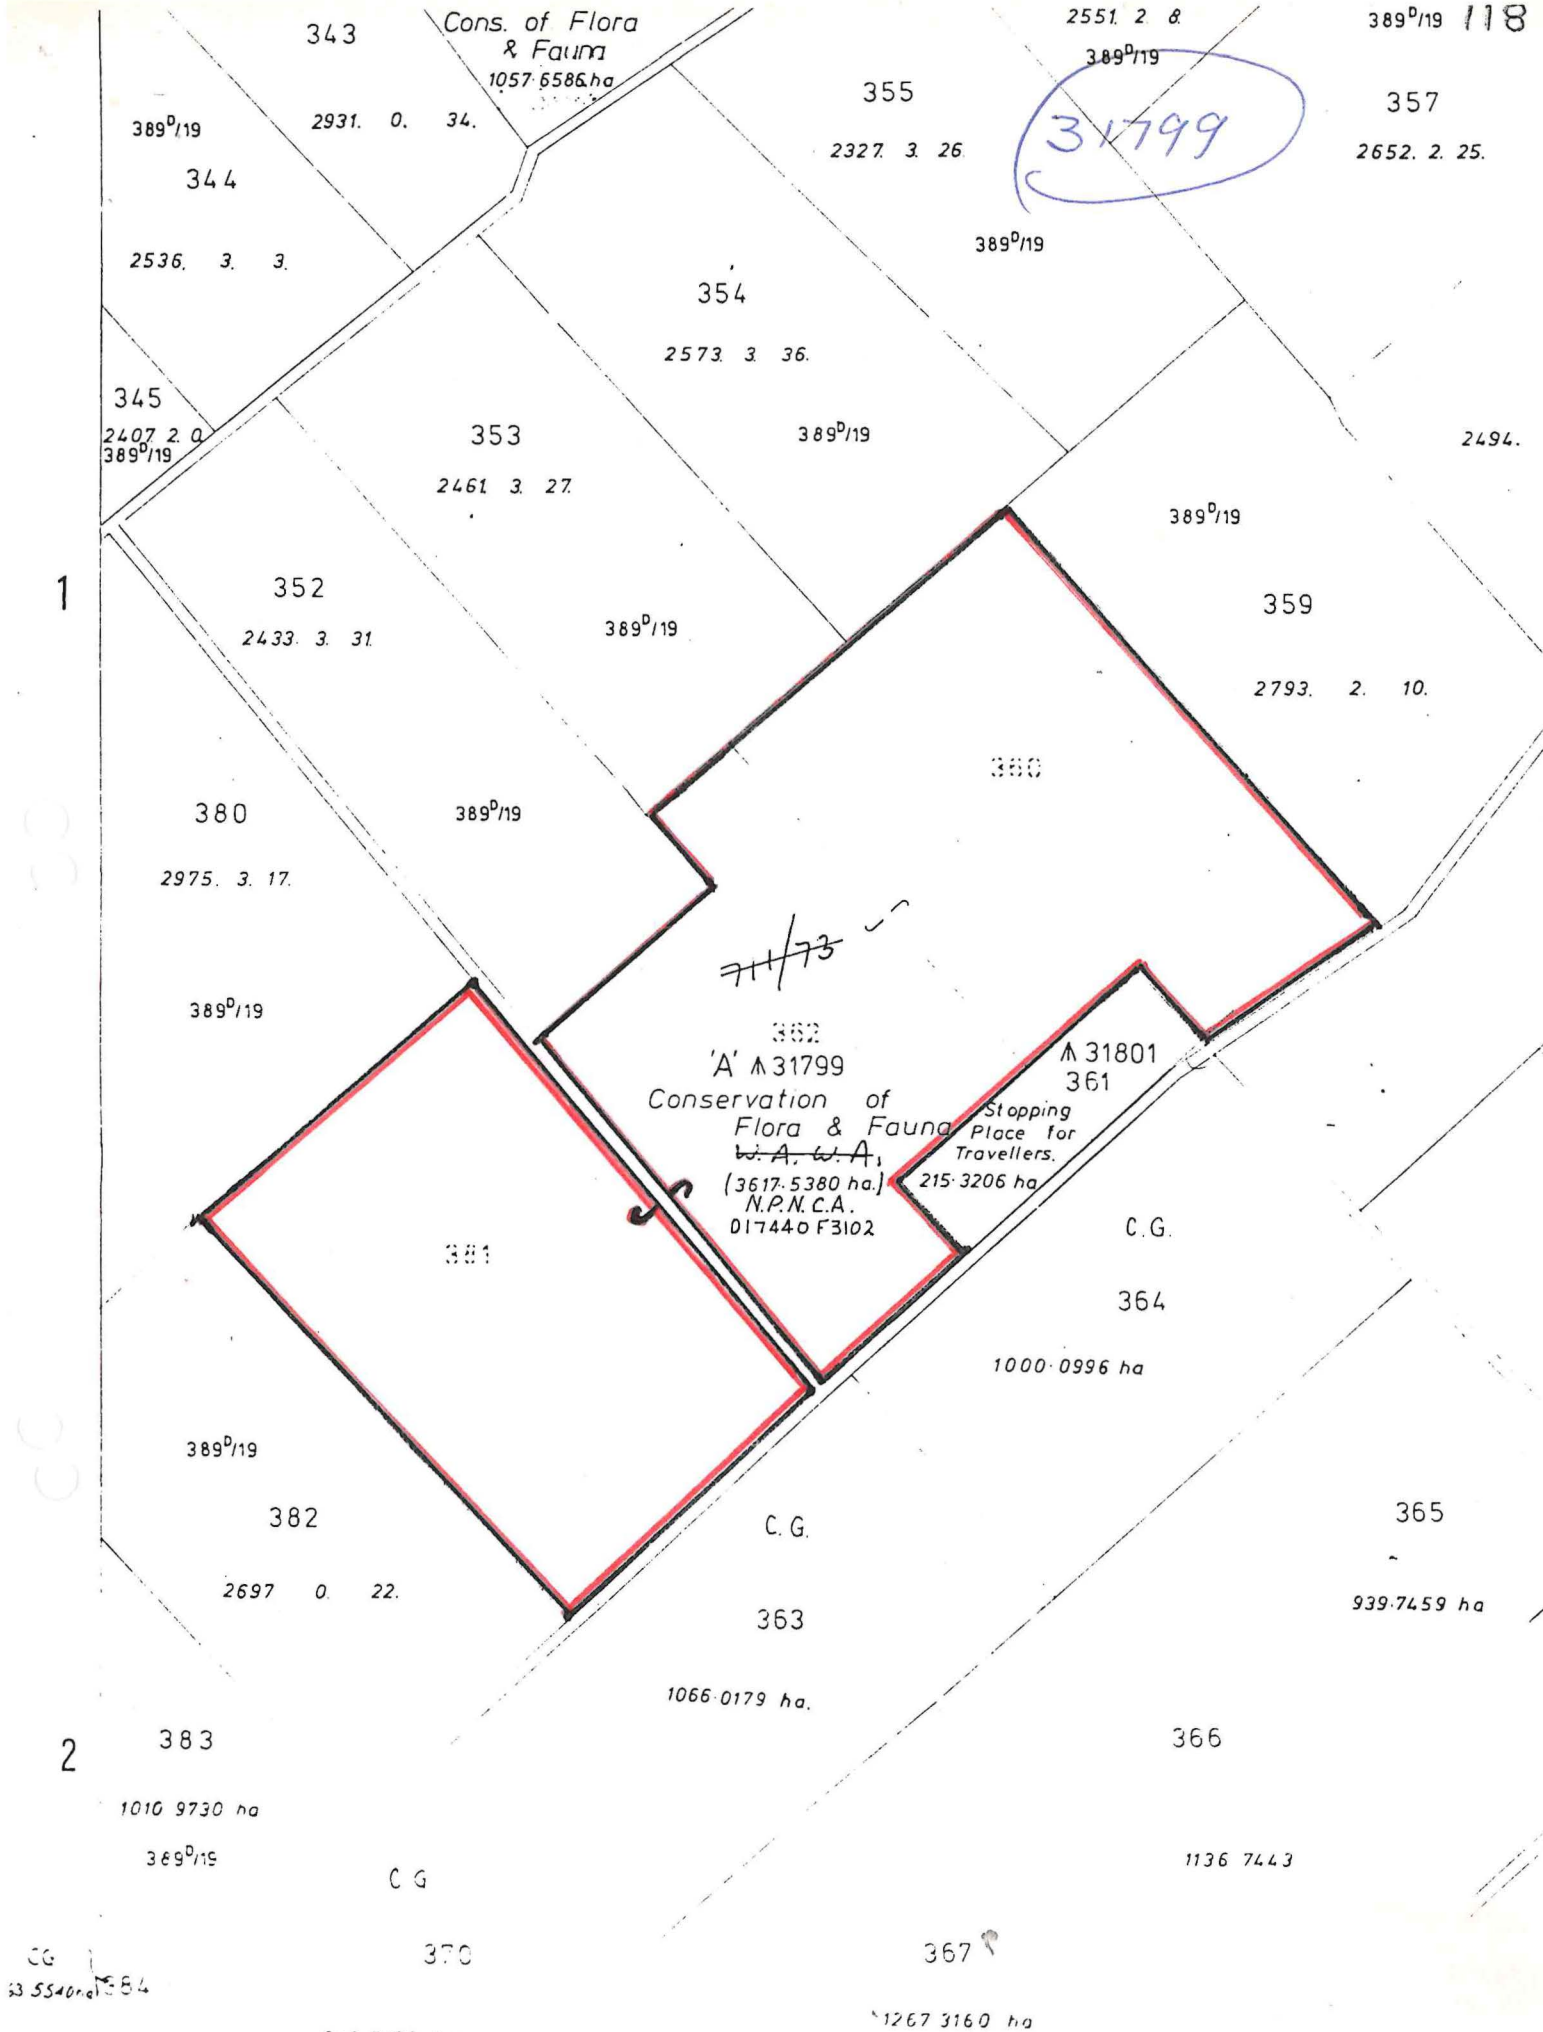 343
Cons. of Flora
& Fauna
1057·6586 ha
2551. 2 8.
389ᴰ/19
118
389ᴰ/19
355
31799
357
389ᴰ/19
2931. 0. 34.
2327. 3. 26.
2652. 2. 25.
344
389ᴰ/19
2536. 3. 3.
354
2573. 3. 36.
345
2407. 2. 0.
389ᴰ/19
353
389ᴰ/19
2494.
2461. 3. 27.
389ᴰ/19
1
352
359
2433. 3. 31.
389ᴰ/19
2793. 2. 10.
360
380
389ᴰ/19
2975. 3. 17.
711/73
389ᴰ/19
362
'A' 31799
Conservation of
Flora & Fauna
W.A.W.A,
(3617·5380 ha.)
N.P.N.C.A.
017440 F3102
31801
361
Stopping
Place for
Travellers.
215·3206 ha
C.G.
381
364
1000·0996 ha
389ᴰ/19
382
C.G.
365
2697 0. 22.
363
939·7459 ha
1066·0179 ha.
2
383
366
1010 9730 ha
389ᴰ/19
C G
1136 7443
CG
370
367
384
1267 3160 ha